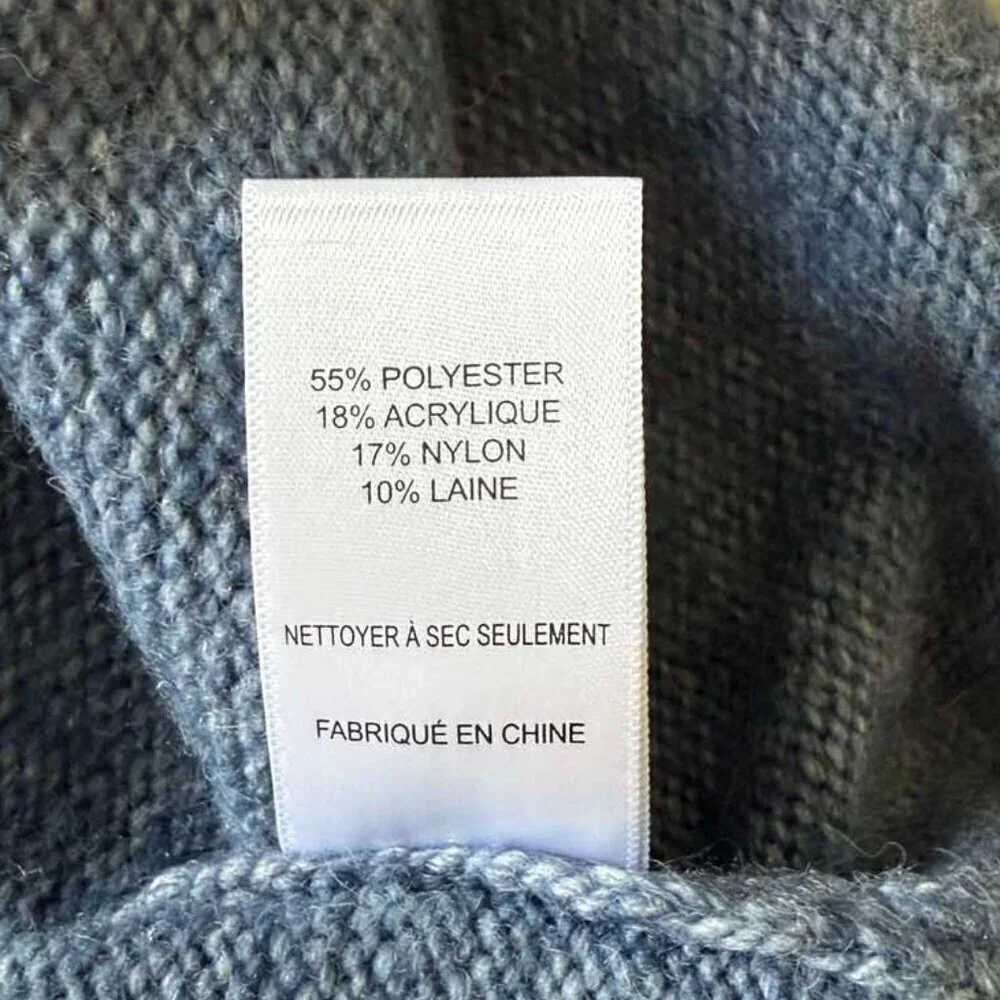 55% POLYESTER
18% ACRYLIQUE
17% NYLON
10% LAINE
NETTOYER À SEC SEULEMENT
FABRIQUÉ EN CHINE